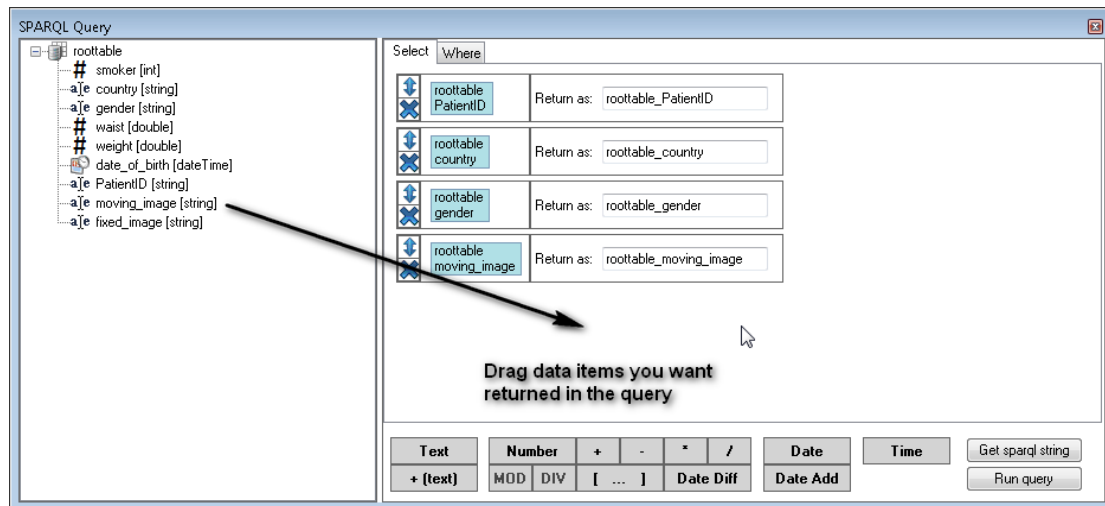 SPARQL Query
roottable
# smoker [int]
a]e country [string]
a]e gender [string]
# waist [double]
# weight [double]
date_of_birth [dateTime]
a]e PatientID [string]
a]e moving_image [string]
a]e fixed_image [string]
Select Where
roottable
PatientID
Return as: roottable_PatientID
roottable
country
Return as: roottable_country
roottable
gender
Return as: roottable_gender
roottable
moving_image
Return as: roottable_moving_image
Drag data items you want
returned in the query
Text Number + - * / Date Time Get sparql string
+ (text) MOD DIV [ ... ] Date Diff Date Add Run query